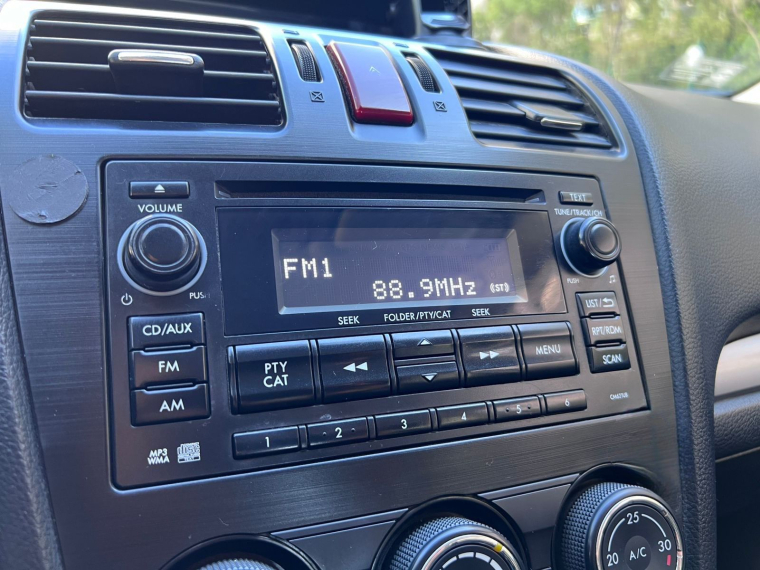 TEXT
VOLUME
TUNE/TRACK/CH
FM1
88.9MHz ((ST))
PUSH
LIST/
SEEK FOLDER/PTY/CAT SEEK
CD/AUX
RPT/RDM
FM
PTY
CAT
MENU
SCAN
AM
1 2 3 4 5 6
MP3
WMA
25
20 A/C 30